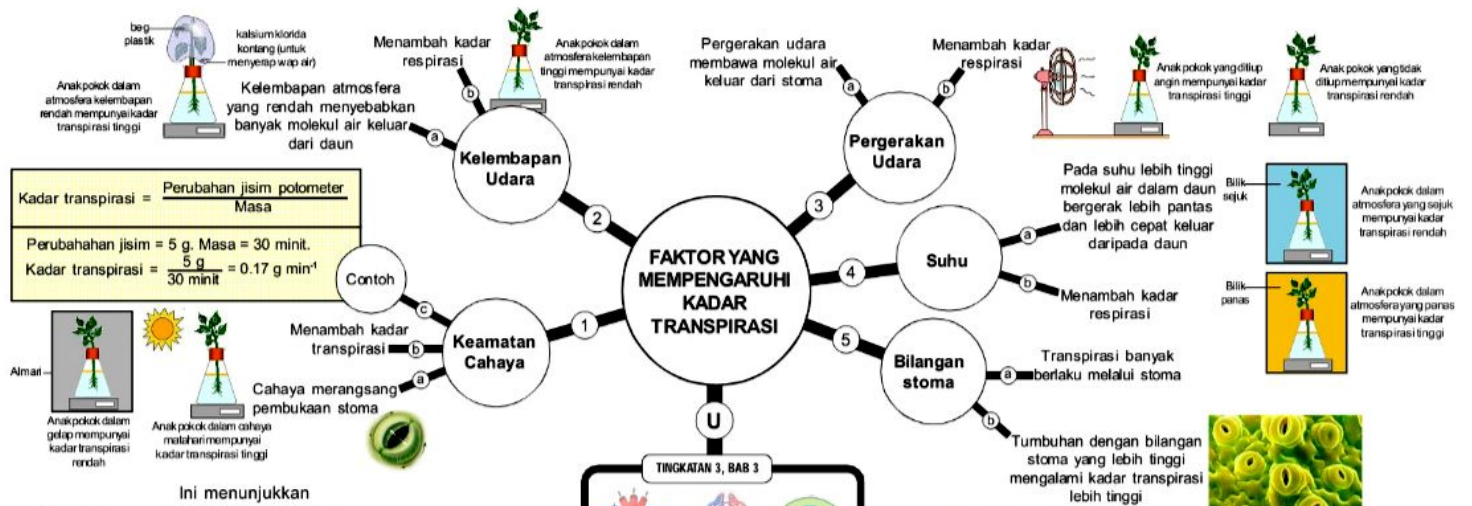 beg
plastik
kalsium klorida
kontang (untuk
menyerap wap air)
Anak pokok dalam
atmosfera kelembapan
rendah mempunyai kadar
transpirasi tinggi
Menambah kadar
respirasi
b
Anak pokok dalam
atmosfera kelembapan
tinggi mempunyai kadar
transpirasi rendah
Kelembapan atmosfera
yang rendah menyebabkan
banyak molekul air keluar
dari daun
a
Kelembapan
Udara
2
Pergerakan udara
membawa molekul air
keluar dari stoma
a
Menambah kadar
respirasi
b
Pergerakan
Udara
3
Anak pokok yang ditiup
angin mempunyai kadar
transpirasi tinggi
Anak pokok yang tidak
ditiup mempunyai kadar
transpirasi rendah
Kadar transpirasi = Perubahan jisim potometer
Masa
Perubahahan jisim = 5 g. Masa = 30 minit.
Kadar transpirasi = 5 g
30 minit
= 0.17 g min⁻¹
Contoh
c
Menambah kadar
transpirasi
b
Cahaya merangsang
pembukaan stoma
a
Keamatan
Cahaya
1
Almari
Anak pokok dalam
gelap mempunyai
kadar transpirasi
rendah
Anak pokok dalam cahaya
matahari mempunyai
kadar transpirasi tinggi
FAKTOR YANG
MEMPENGARUHI
KADAR
TRANSPIRASI
4
Suhu
Pada suhu lebih tinggi
molekul air dalam daun
bergerak lebih pantas
dan lebih cepat keluar
daripada daun
a
b
Menambah kadar
respirasi
Bilik
sejuk
Anak pokok dalam
atmosfera yang sejuk
mempunyai kadar
transpirasi rendah
Bilik
panas
Anak pokok dalam
atmosfera yang panas
mempunyai kadar
transpirasi tinggi
5
Bilangan
stoma
a
Transpirasi banyak
berlaku melalui stoma
b
Tumbuhan dengan bilangan
stoma yang lebih tinggi
mengalami kadar transpirasi
lebih tinggi
U
TINGKATAN 3, BAB 3
Ini menunjukkan